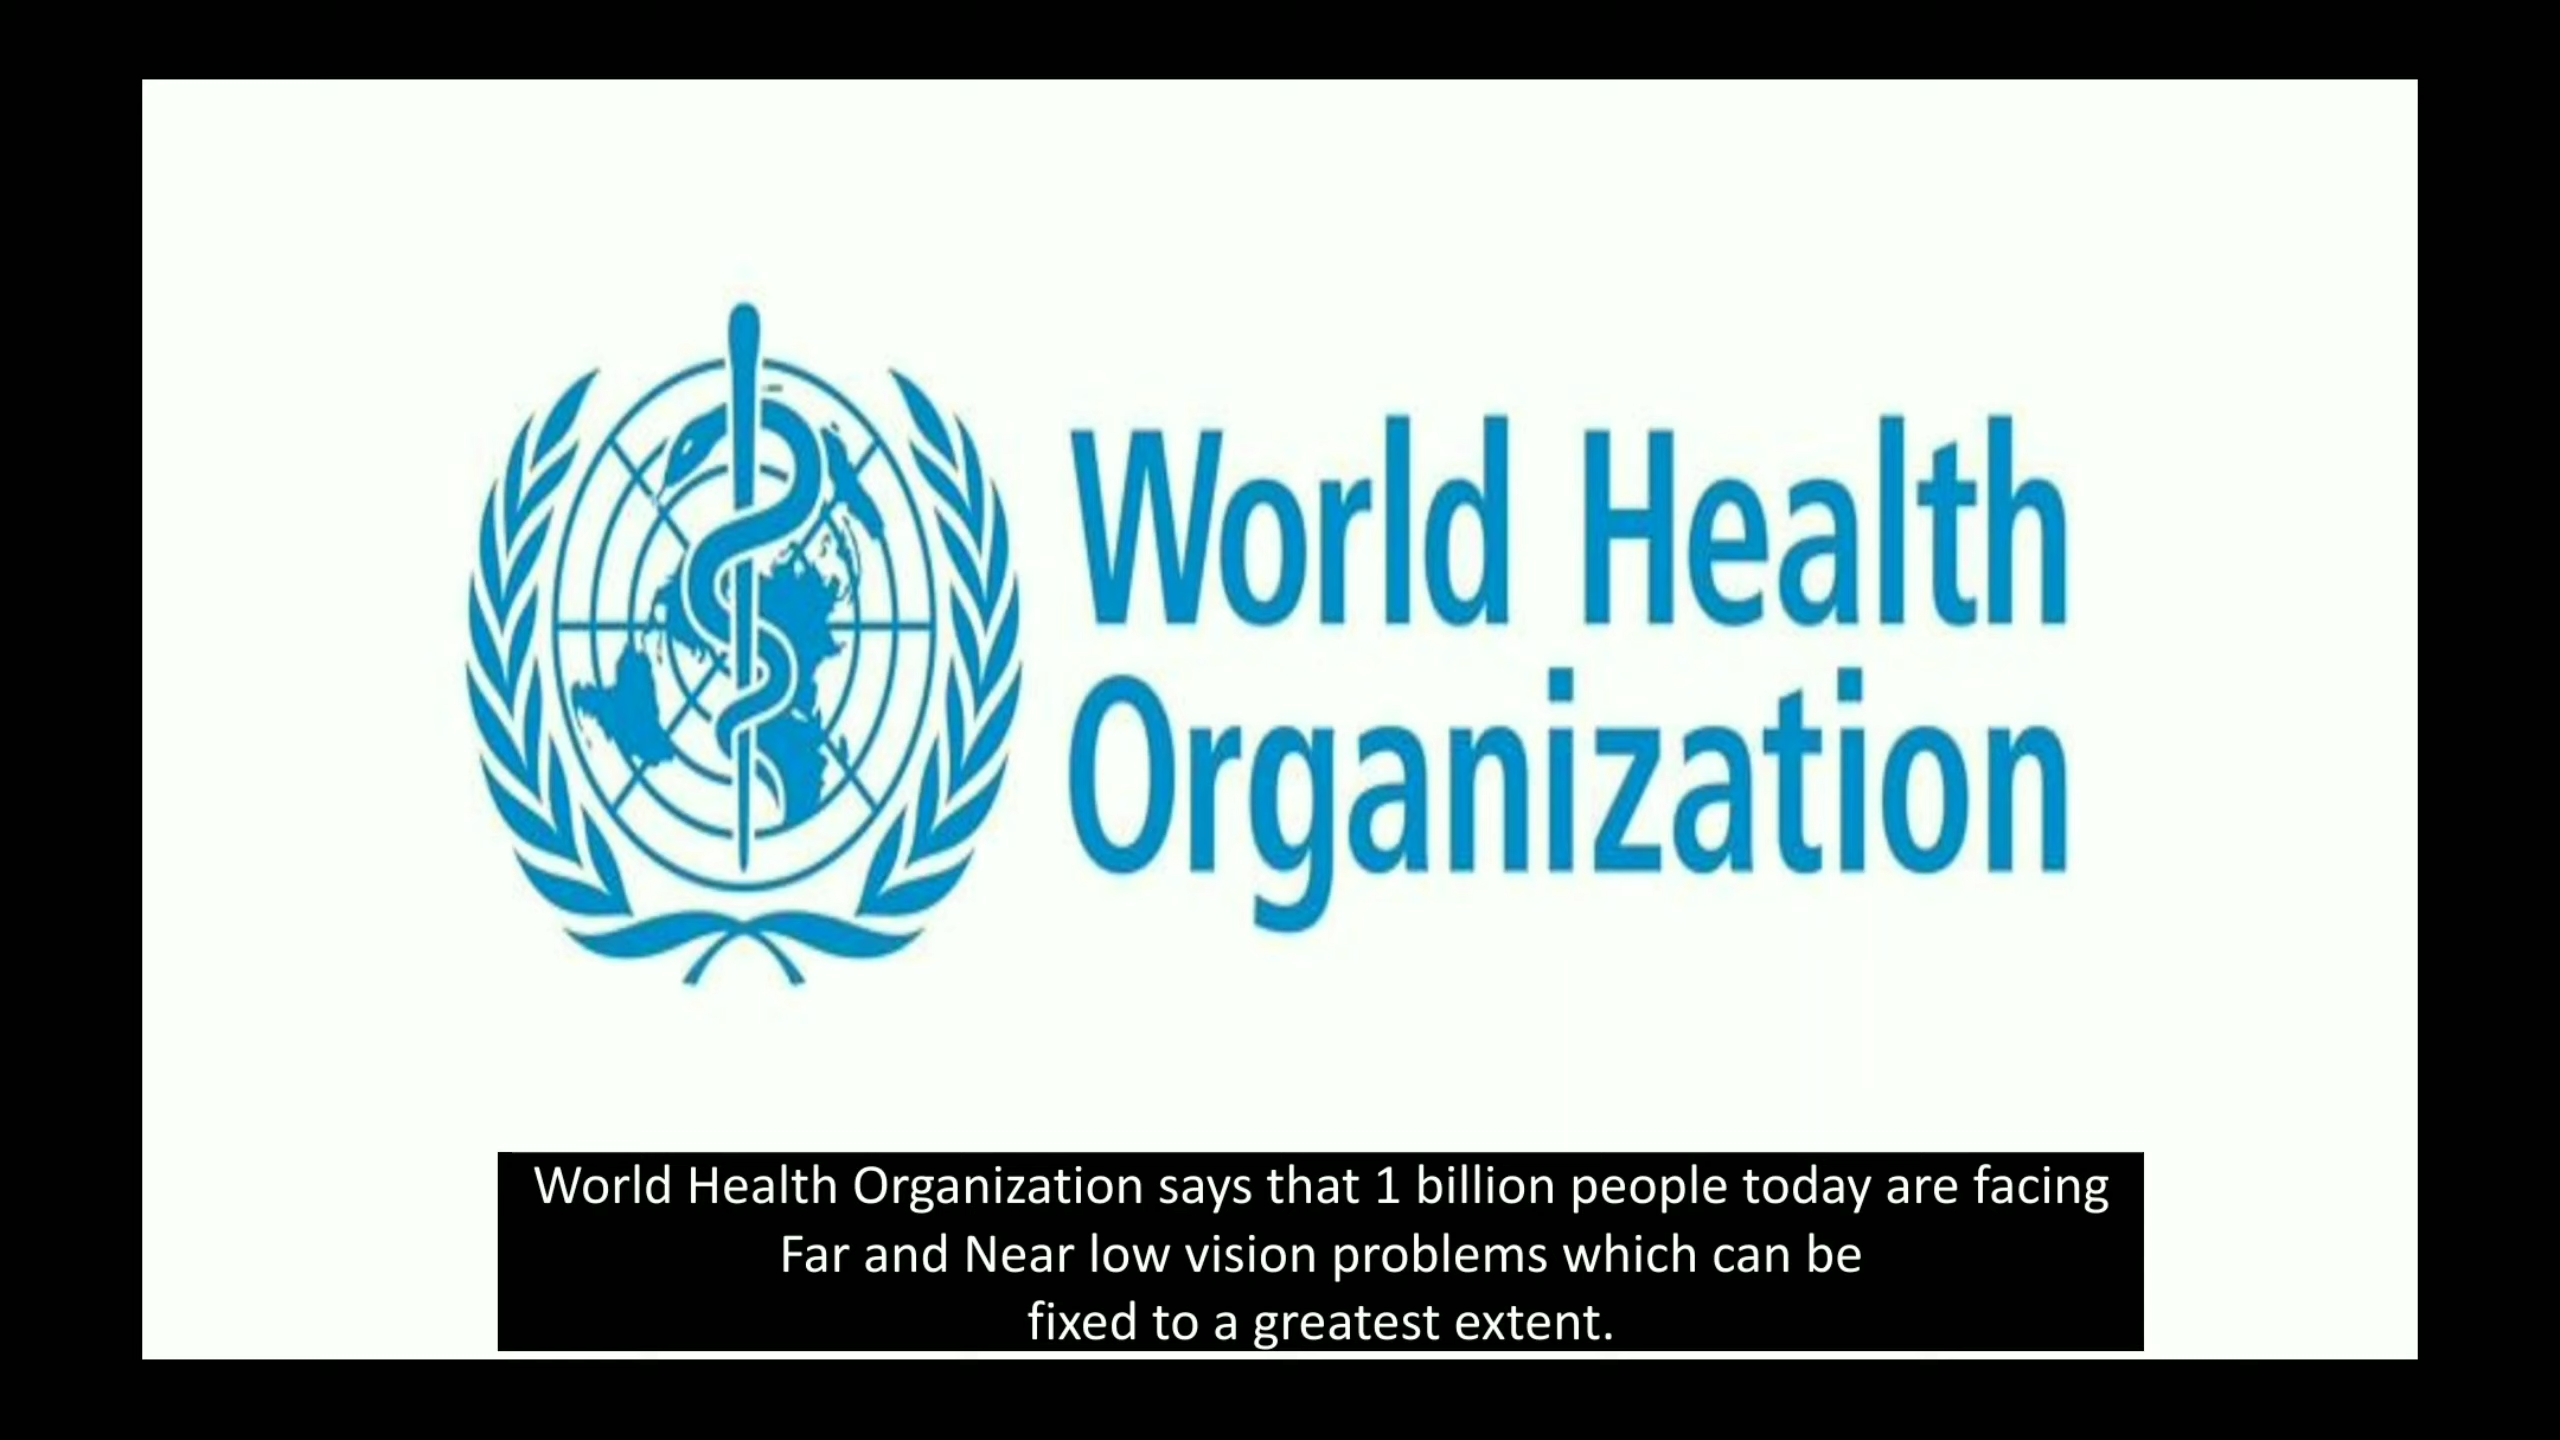 World Health
Organization
World Health Organization says that 1 billion people today are facing
Far and Near low vision problems which can be
fixed to a greatest extent.